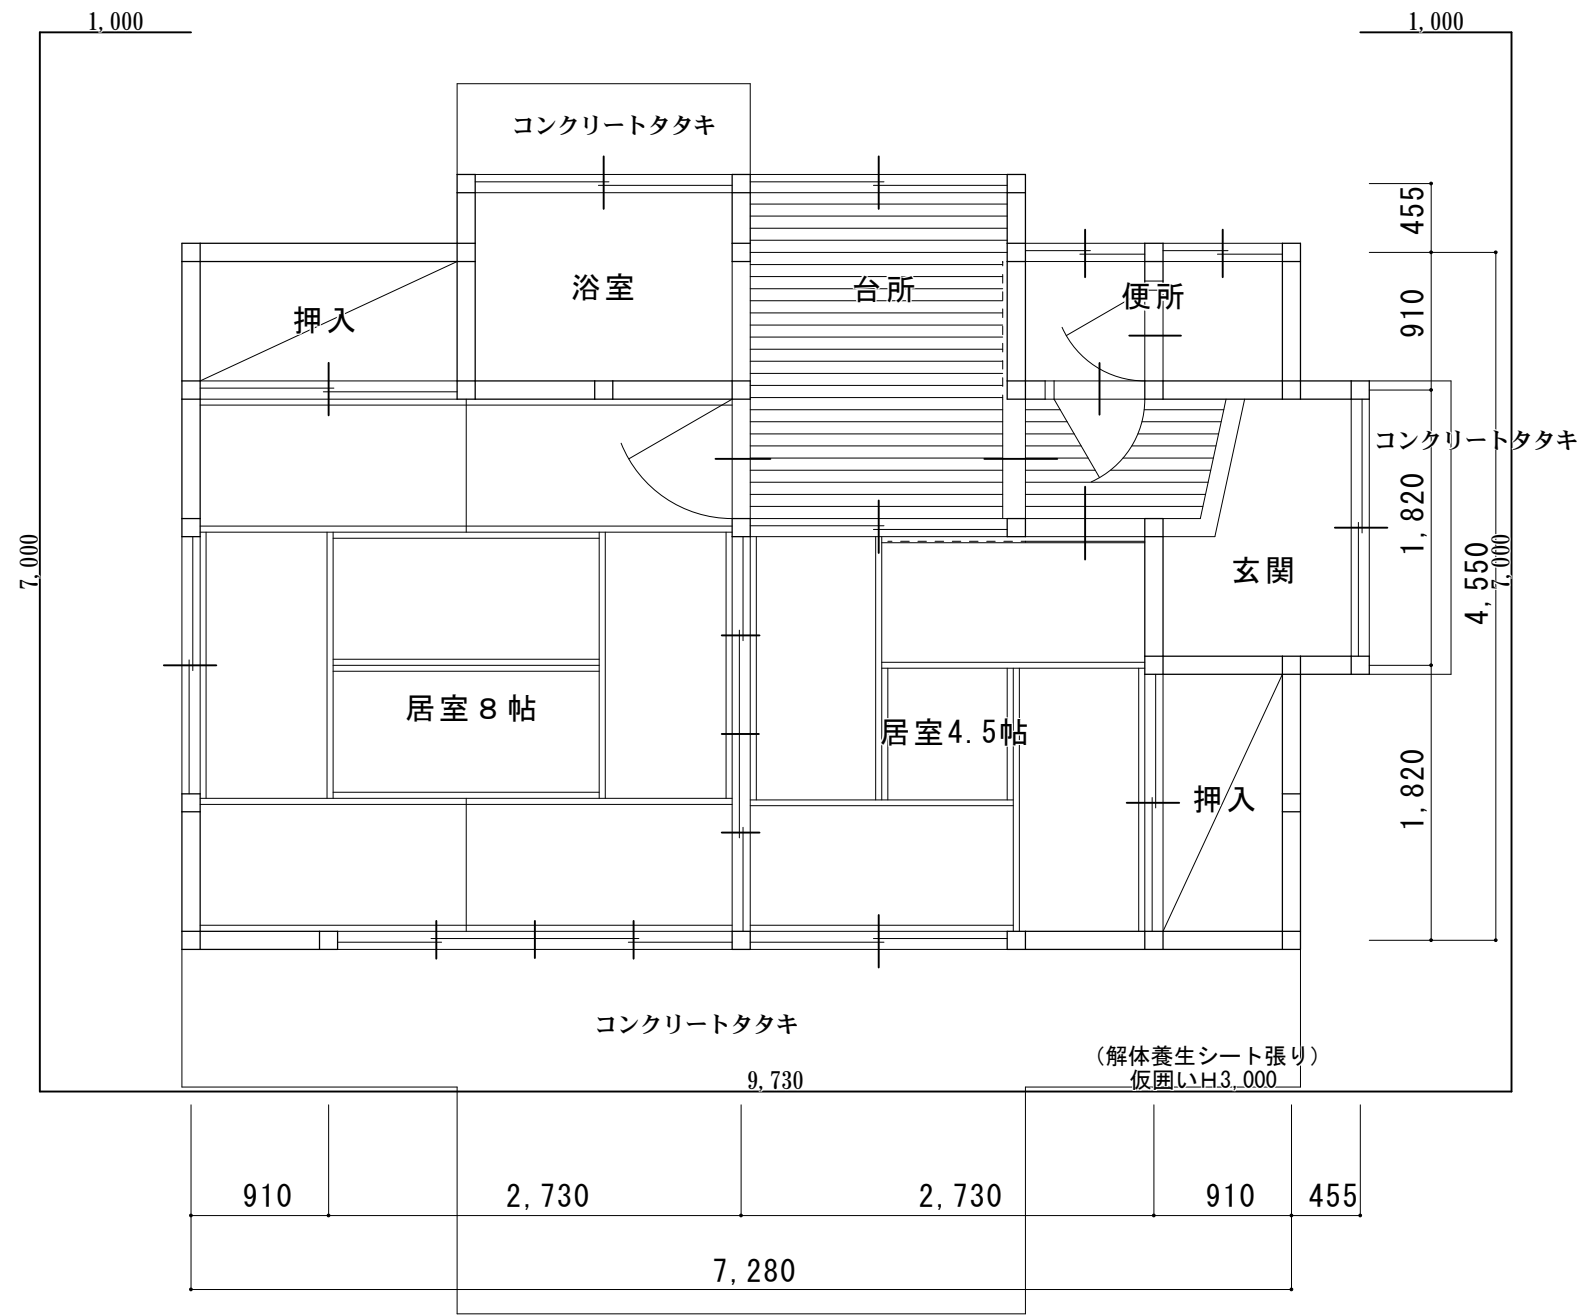 1,000
1,000
コンクリートタタキ
455
浴室
台所
便所
押入
910
コンクリートタタキ
1,820
7,000
4,550
7,000
玄関
居室８帖
居室4.5帖
押入
1,820
コンクリートタタキ
（解体養生シート張り）
仮囲いＨ3,000
9,730
910
2,730
2,730
910
455
7,280